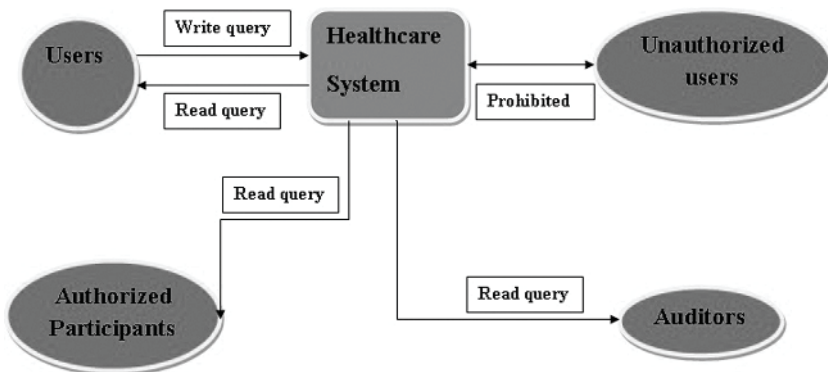 Users
Write query
Read query
Healthcare
System
Prohibited
Unauthorized
users
Read query
Authorized
Participants
Read query
Auditors